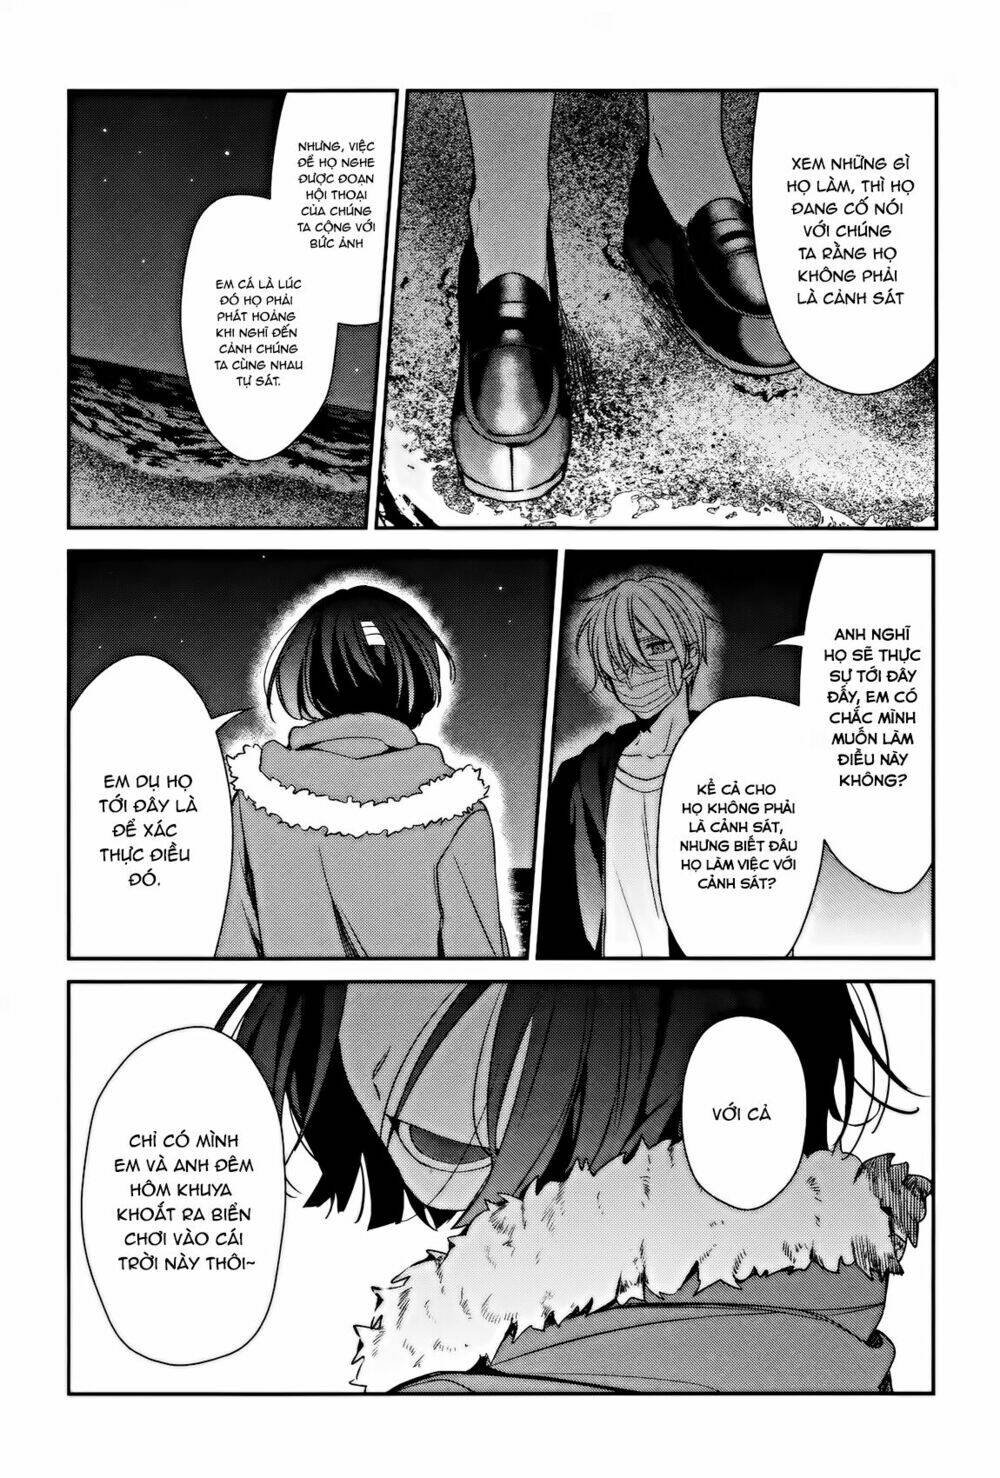 XEM NHỮNG GÌ
HỌ LÀM, THÌ HỌ
ĐANG CỐ NÓI
VỚI CHÚNG
TA RẰNG HỌ
KHÔNG PHẢI
LÀ CẢNH SÁT
NHƯNG, VIỆC
ĐỂ HỌ NGHE
ĐƯỢC ĐOẠN
HỘI THOẠI
CỦA CHÚNG
TA CỘNG VỚI
BỨC ẢNH
EM CÁ LÀ LÚC
ĐÓ HỌ PHẢI
PHÁT HOẢNG
KHI NGHĨ ĐẾN
CẢNH CHÚNG
TA CÙNG NHAU
TỰ SÁT.
ANH NGHĨ
HỌ SẼ THỰC
SỰ TỚI ĐÂY
ĐẤY, EM CÓ
CHẮC MÌNH
MUỐN LÀM
ĐIỀU NÀY
KHÔNG?
KỂ CẢ CHO
HỌ KHÔNG PHẢI
LÀ CẢNH SÁT,
NHƯNG BIẾT ĐÂU
HỌ LÀM VIỆC VỚI
CẢNH SÁT?
EM DỤ HỌ
TỚI ĐÂY LÀ
ĐỂ XÁC
THỰC ĐIỀU
ĐÓ.
VỚI CẢ
CHỈ CÓ MÌNH
EM VÀ ANH ĐÊM
HÔM KHUYA
KHOẮT RA BIỂN
CHƠI VÀO CÁI
TRỜI NÀY THÔI~